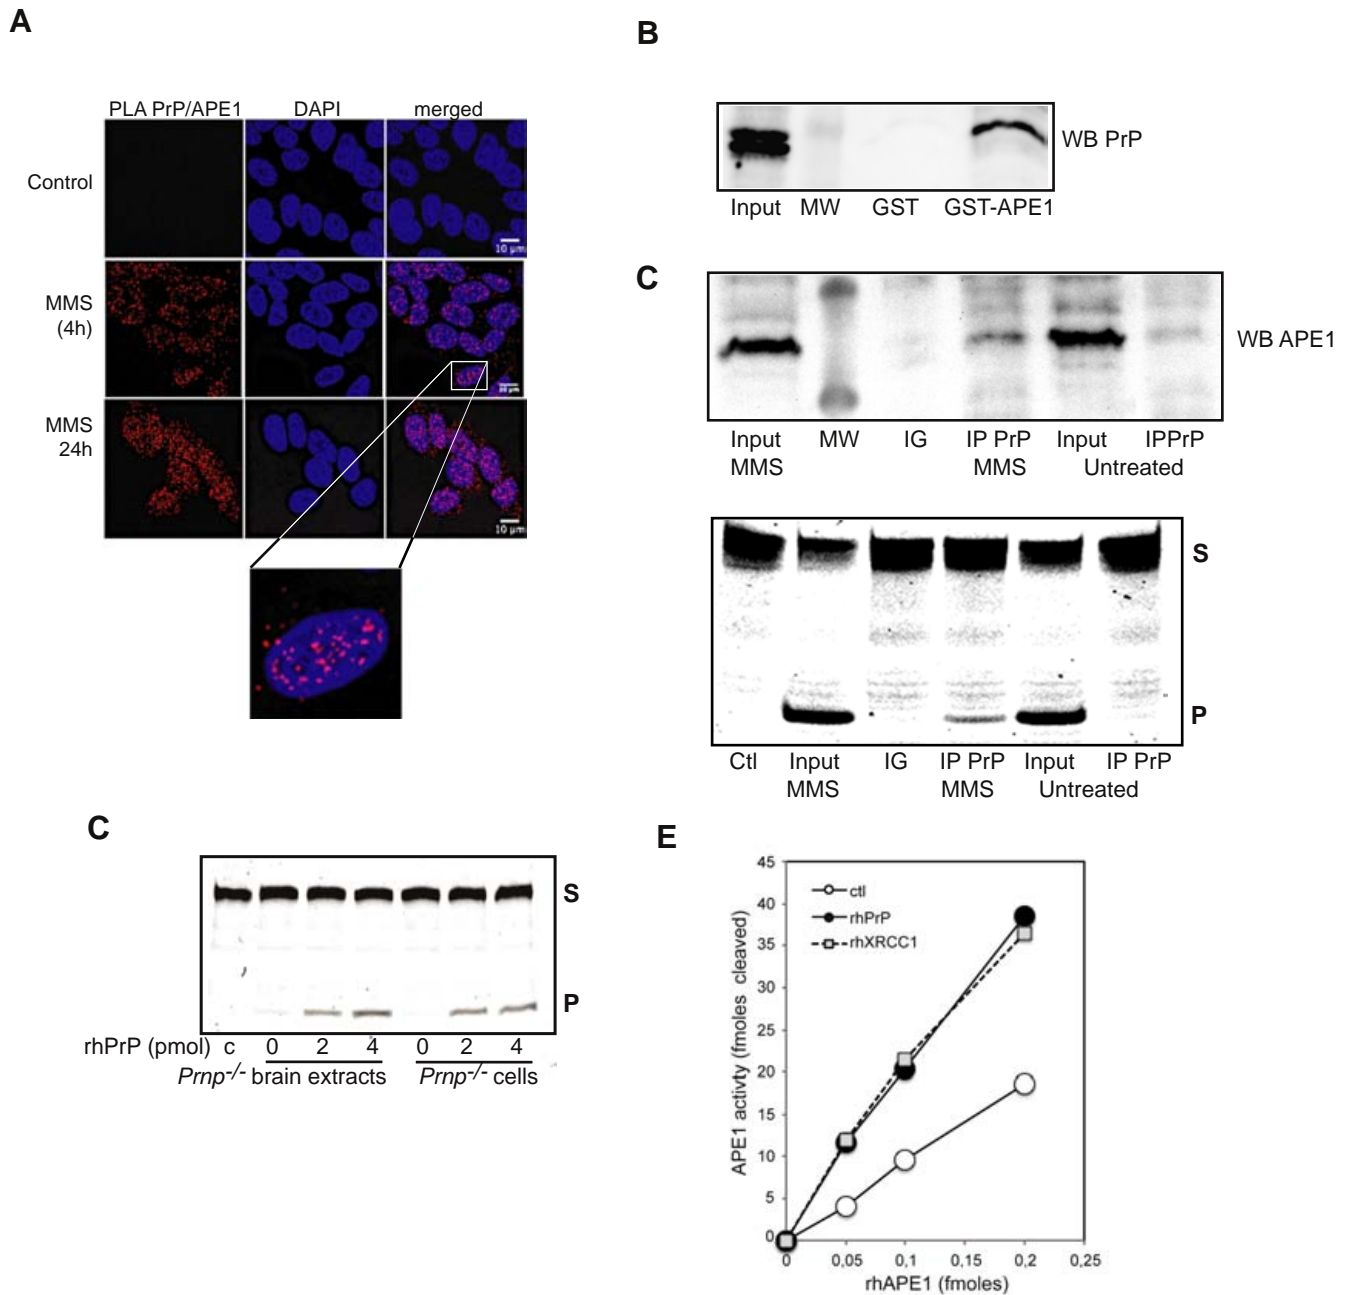 A
PLA PrP/APE1 DAPI merged
Control
10 µm
MMS
(4h)
MMS
24h
10 µm
B
WB PrP
Input MW GST GST-APE1
C
WB APE1
Input MW IG IP PrP Input IPPrP
MMS MMS Untreated
S
P
Ctl Input IG IP PrP Input IP PrP
MMS MMS Untreated
C
S
P
rhPrP (pmol) c 0 2 4 0 2 4
Prnp-/- brain extracts Prnp-/- cells
E
ctl
rhPrP
rhXRCC1
APE1 activty (fmoles cleaved)
45
40
35
30
25
20
15
10
5
0
0 0,05 0,1 0,15 0,2 0,25
rhAPE1 (fmoles)